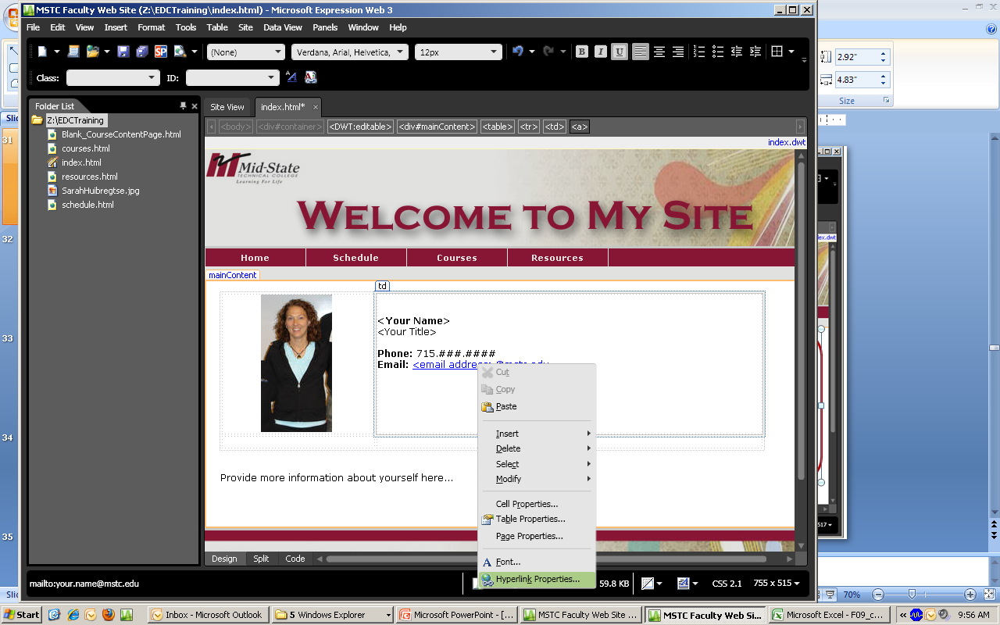 MSTC Faculty Web Site (Z:\EDCTraining\index.html) - Microsoft Expression Web 3
File Edit View Insert Format Tools Table Site Data View Panels Window Help
(None) Verdana, Arial, Helvetica, 12px B I U
Class: ID:
2.92"
4.83"
Size
Folder List
Z:\EDCTraining
Blank_CourseContentPage.html
courses.html
index.html
resources.html
SarahHuibregtse.jpg
schedule.html
Site View index.html*
<body> <div#container> <DWT:editable> <div#mainContent> <table> <tr> <td> <a>
index.dwt
Mid-State
TECHNICAL COLLEGE
Learning For Life
WELCOME TO MY SITE
Home Schedule Courses Resources
mainContent
td
<Your Name>
<Your Title>
Phone: 715.###.####
Email: <email address>@mstc.edu
Cut
Copy
Paste
Insert
Delete
Select
Modify
Cell Properties...
Table Properties...
Page Properties...
Font...
Hyperlink Properties...
Provide more information about yourself here...
Design Split Code
mailto:your.name@mstc.edu
59.8 KB CSS 2.1 755 x 515
Slic
31
32
33
34
35
Slic
ndex.dwt
517
70%
Start Inbox - Microsoft Outlook 5 Windows Explorer Microsoft PowerPoint - [... MSTC Faculty Web Site ... MSTC Faculty Web Si... Microsoft Excel - F09_c... 9:56 AM